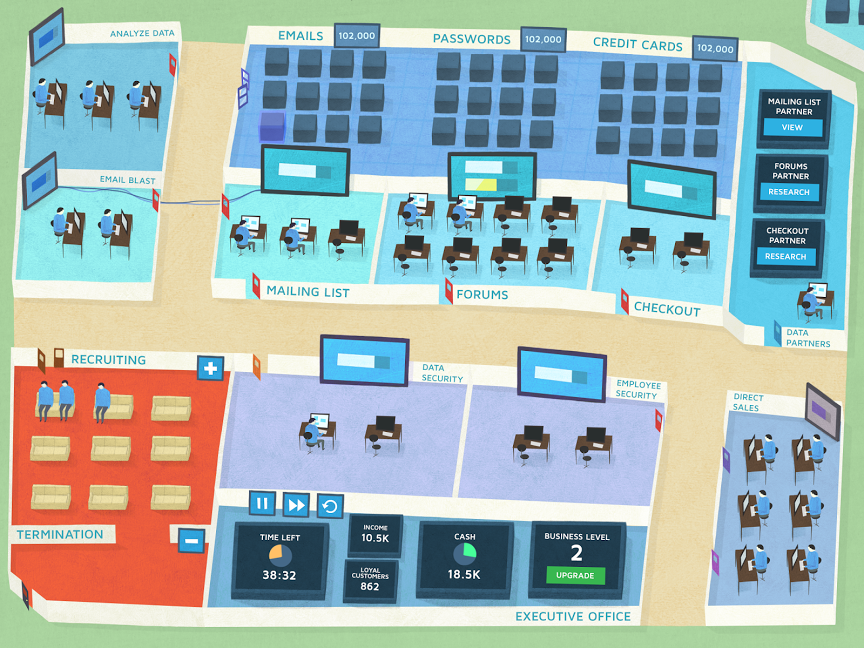 ANALYZE DATA
EMAILS
102,000
PASSWORDS
102,000
CREDIT CARDS
102,000
MAILING LIST
PARTNER
VIEW
FORUMS
PARTNER
RESEARCH
CHECKOUT
PARTNER
RESEARCH
DATA
PARTNERS
EMAIL BLAST
MAILING LIST
FORUMS
CHECKOUT
RECRUITING
+
DATA
SECURITY
EMPLOYEE
SECURITY
DIRECT
SALES
TERMINATION
-
TIME LEFT
38:32
INCOME
10.5K
LOYAL
CUSTOMERS
862
CASH
18.5K
BUSINESS LEVEL
2
UPGRADE
EXECUTIVE OFFICE